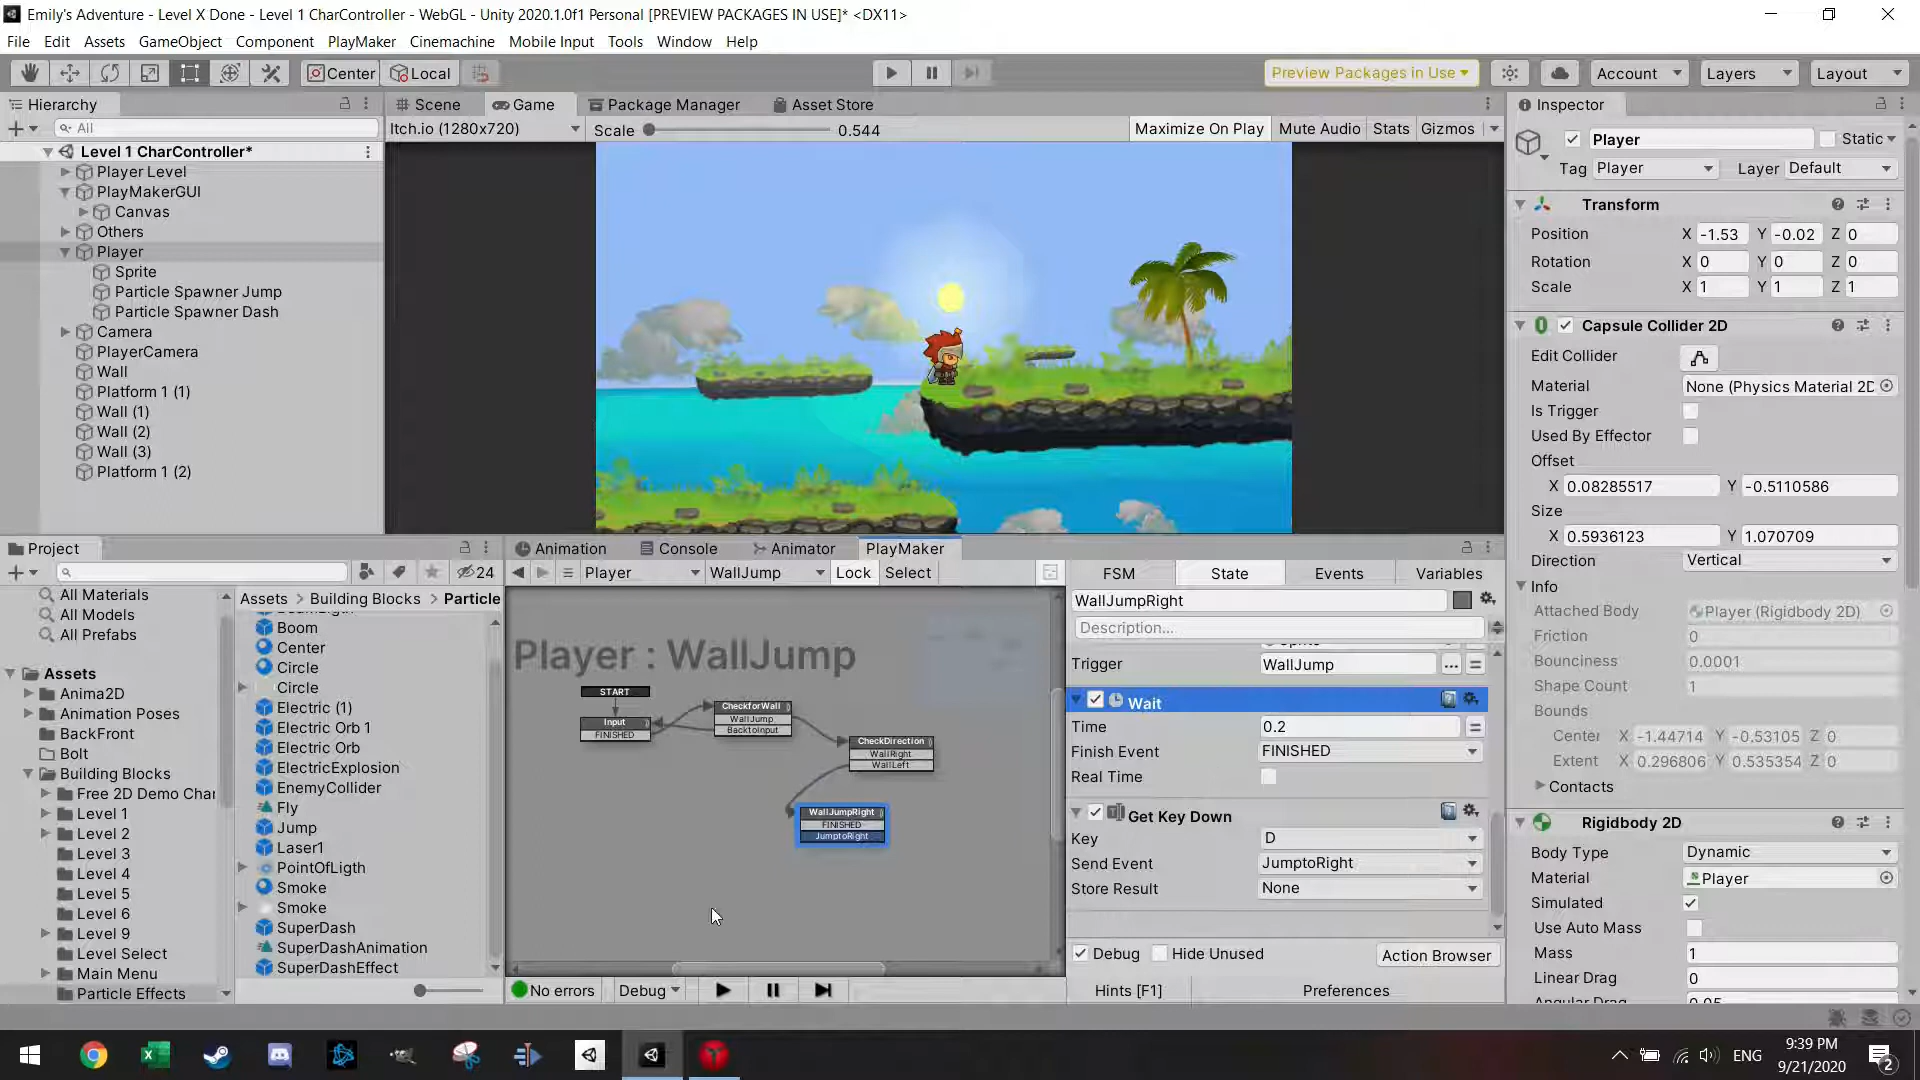 Emily's Adventure - Level X Done - Level 1 CharController - WebGL - Unity 2020.1.0f1 Personal [PREVIEW PACKAGES IN USE]* <DX11>
File Edit Assets GameObject Component PlayMaker Cinemachine Mobile Input Tools Window Help
Center Local Preview Packages in Use Account Layers Layout
Hierarchy
All
Level 1 CharController*
Player Level
PlayMakerGUI
Canvas
Others
Player
Sprite
Particle Spawner Jump
Particle Spawner Dash
Camera
PlayerCamera
Wall
Platform 1 (1)
Wall (1)
Wall (2)
Wall (3)
Platform 1 (2)
Scene Game Package Manager Asset Store
Itch.io (1280x720) Scale 0.544 Maximize On Play Mute Audio Stats Gizmos
Project
24
All Materials
All Models
All Prefabs
Assets
Anima2D
Animation Poses
BackFront
Bolt
Building Blocks
Free 2D Demo Char
Level 1
Level 2
Level 3
Level 4
Level 5
Level 6
Level 9
Level Select
Main Menu
Particle Effects
Assets > Building Blocks > Particle
Boom
Center
Circle
Circle
Electric (1)
Electric Orb 1
Electric Orb
ElectricExplosion
EnemyCollider
Fly
Jump
Laser1
PointOfLigth
Smoke
Smoke
SuperDash
SuperDashAnimation
SuperDashEffect
Animation Console Animator PlayMaker
Player WallJump Lock Select
Player : WallJump
START
Input
FINISHED
CheckforWall
WallJump
BacktoInput
CheckDirection
WallRight
WallLeft
WallJumpRight
FINISHED
JumptoRight
No errors Debug
FSM State Events Variables
WallJumpRight
Description...
Trigger WallJump
Wait
Time 0.2
Finish Event FINISHED
Real Time
Get Key Down
Key D
Send Event JumptoRight
Store Result None
Debug Hide Unused Action Browser
Hints [F1] Preferences
Inspector
Player Static
Tag Player Layer Default
Transform
Position X -1.53 Y -0.02 Z 0
Rotation X 0 Y 0 Z 0
Scale X 1 Y 1 Z 1
Capsule Collider 2D
Edit Collider
Material None (Physics Material 2D
Is Trigger
Used By Effector
Offset
X 0.08285517 Y -0.5110586
Size
X 0.5936123 Y 1.070709
Direction Vertical
Info
Attached Body Player (Rigidbody 2D)
Friction 0
Bounciness 0.0001
Shape Count 1
Bounds
Center X -1.44714 Y -0.53105 Z 0
Extent X 0.296806 Y 0.535354 Z 0
Contacts
Rigidbody 2D
Body Type Dynamic
Material Player
Simulated
Use Auto Mass
Mass 1
Linear Drag 0
Angular Drag 0.05
ENG
9:39 PM
9/21/2020
2